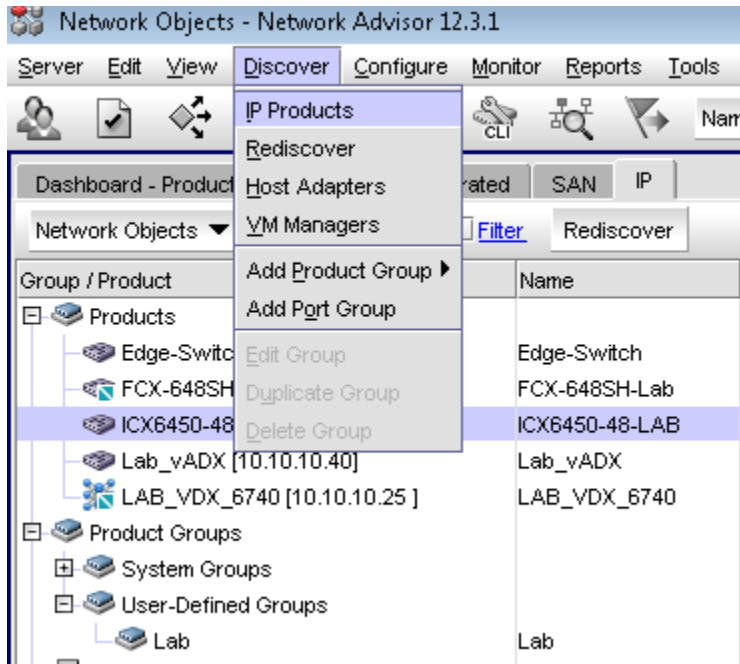 Network Objects - Network Advisor 12.3.1
Server Edit View Discover Configure Monitor Reports Tools
CLI Nam
IP Products
Rediscover
Host Adapters
VM Managers
Add Product Group
Add Port Group
Edit Group
Duplicate Group
Delete Group
Dashboard - Product rated SAN IP
Network Objects Filter Rediscover
Group / Product Name
Products
Edge-Switc Edge-Switch
FCX-648SH FCX-648SH-Lab
ICX6450-48 ICX6450-48-LAB
Lab_vADX [10.10.10.40] Lab_vADX
LAB_VDX_6740 [10.10.10.25 ] LAB_VDX_6740
Product Groups
System Groups
User-Defined Groups
Lab Lab